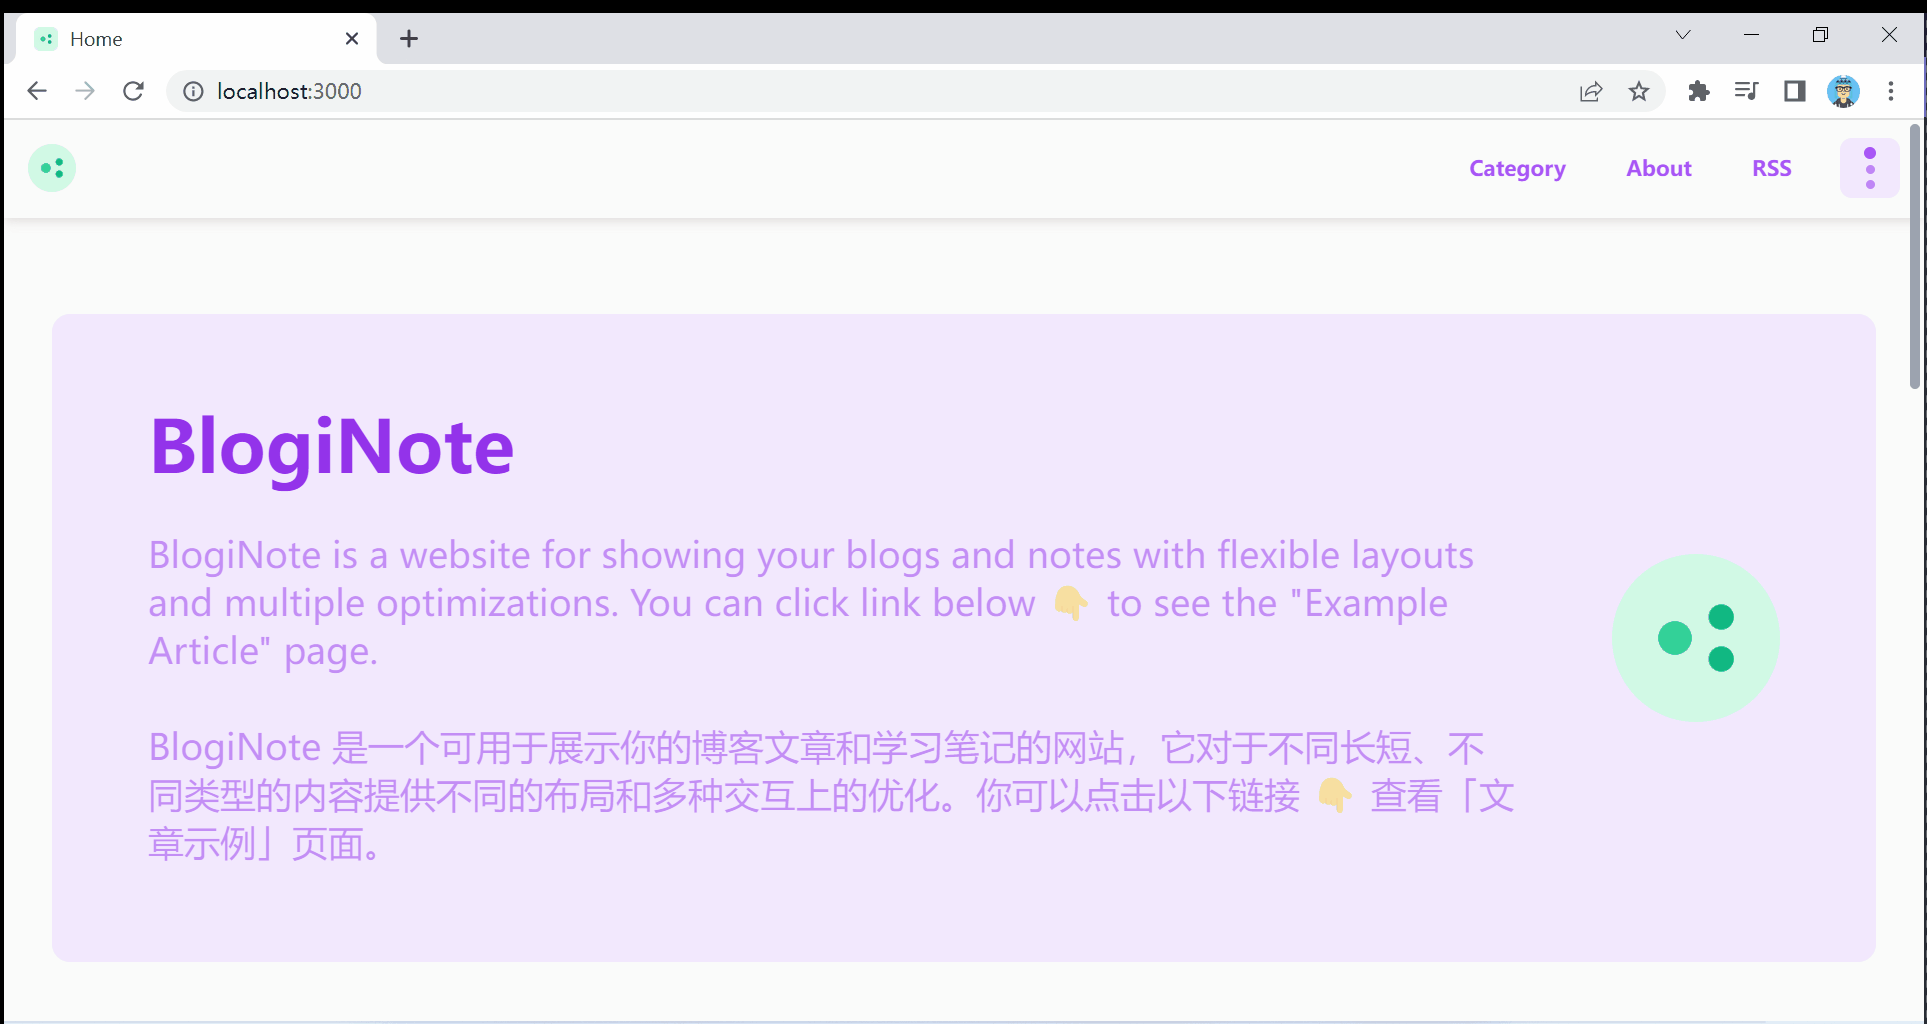 Home
localhost:3000
Category About RSS
BlogiNote
BlogiNote is a website for showing your blogs and notes with flexible layouts
and multiple optimizations. You can click link below 👇 to see the "Example
Article" page.
BlogiNote 是一个可用于展示你的博客文章和学习笔记的网站，它对于不同长短、不
同类型的内容提供不同的布局和多种交互上的优化。你可以点击以下链接 👇 查看「文
章示例」页面。